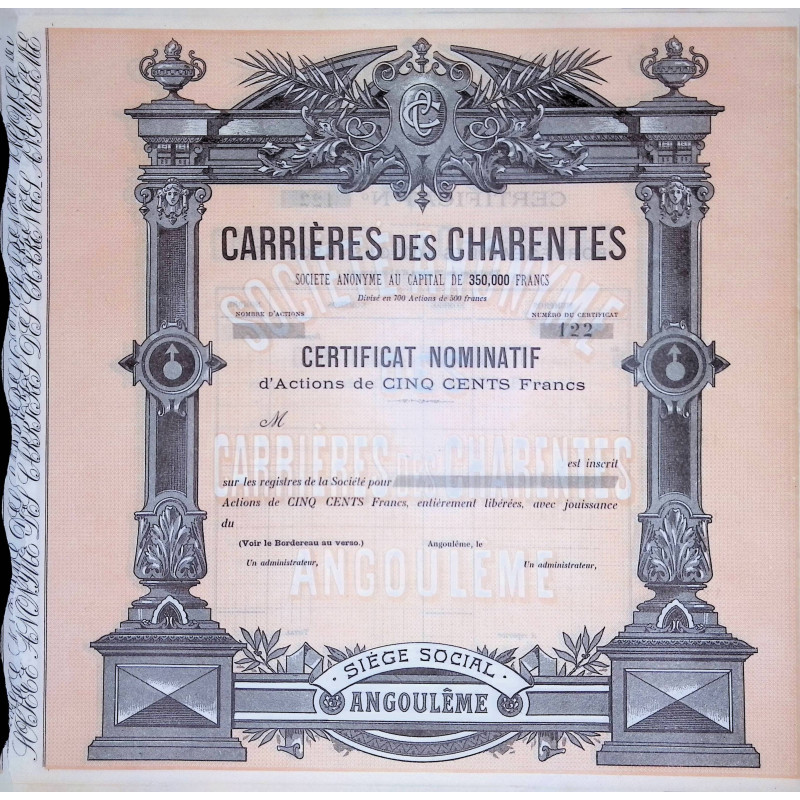 CARRIÈRES DES CHARENTES
SOCIÉTÉ ANONYME AU CAPITAL DE 350,000 FRANCS
Divisé en 700 Actions de 500 francs
NOMBRE D'ACTIONS
NUMÉRO DU CERTIFICAT
122
CERTIFICAT NOMINATIF
d'Actions de CINQ CENTS Francs
M
est inscrit
sur les registres de la Société pour
Actions de CINQ CENTS Francs, entièrement libérées, avec jouissance
du
(Voir le Bordereau au verso.) Angoulême, le
Un administrateur, Un administrateur,
SOCIÉTÉ ANONYME
CARRIÈRES DES CHARENTES
ANGOULEME
SIÈGE SOCIAL
ANGOULÊME